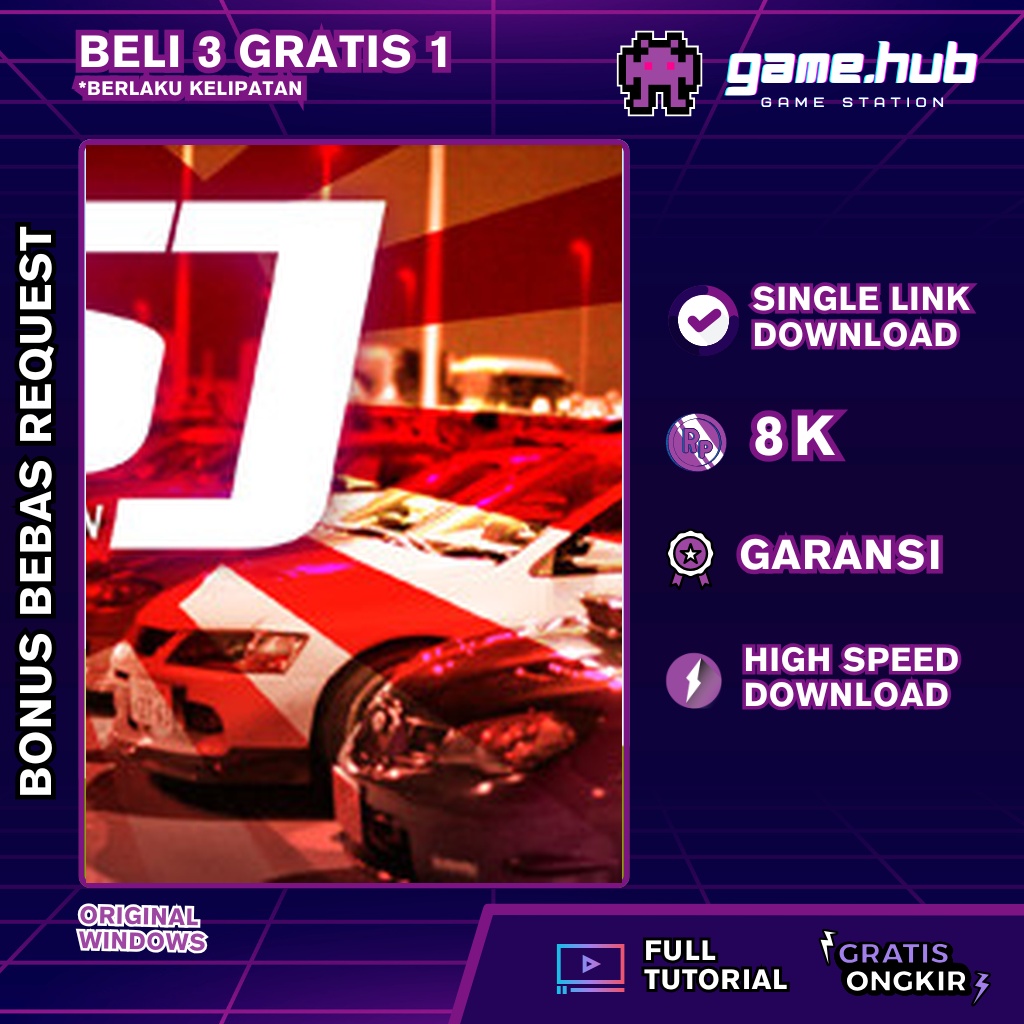 BELI 3 GRATIS 1
*BERLAKU KELIPATAN
game.hub
GAME STATION
BONUS BEBAS REQUEST
SINGLE LINK
DOWNLOAD
Rp
8K
GARANSI
HIGH SPEED
DOWNLOAD
ORIGINAL
WINDOWS
FULL
TUTORIAL
GRATIS
ONGKIR